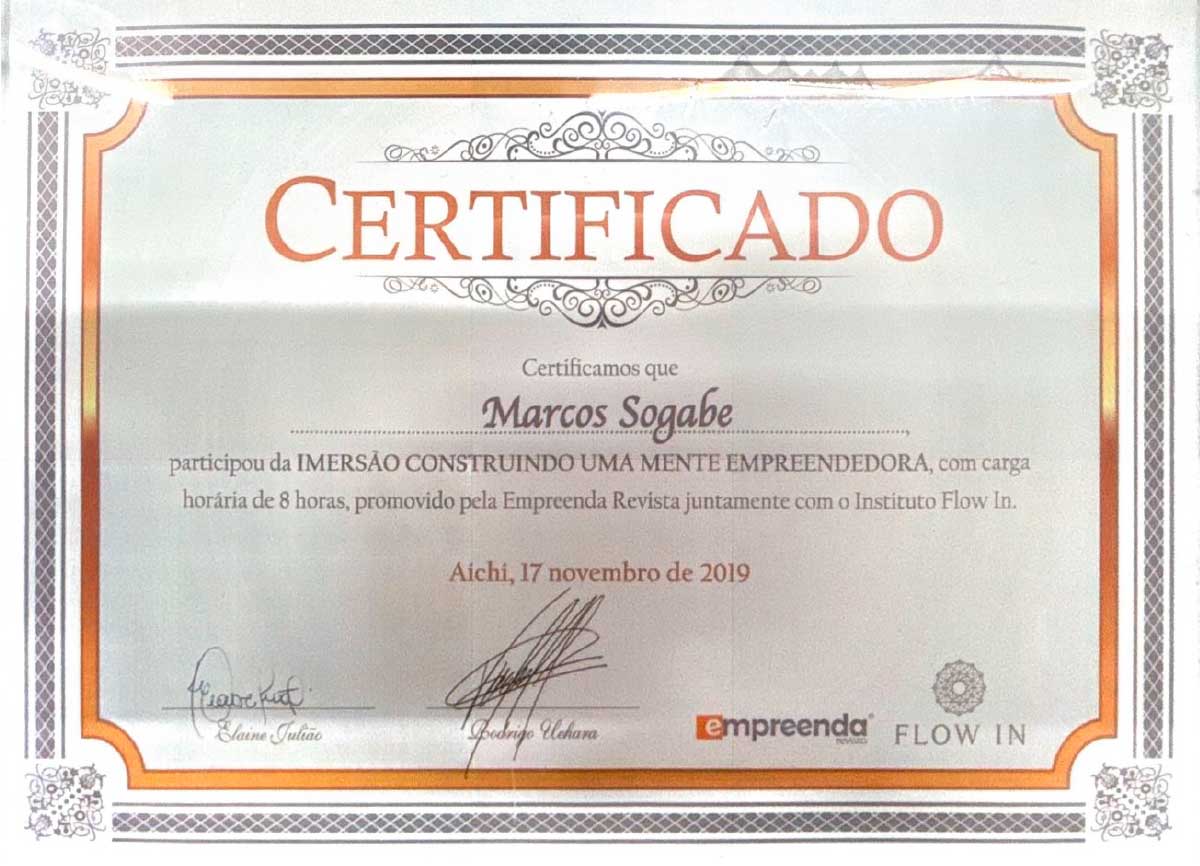 CERTIFICADO
Certificamos que
Marcos Sogabe
participou da IMERSÃO CONSTRUINDO UMA MENTE EMPREENDEDORA, com carga
horária de 8 horas, promovido pela Empreenda Revista juntamente com o Instituto Flow In.
Aichi, 17 novembro de 2019
Elaine Julião
Rodrigo Uehara
empreenda
revista
FLOW IN